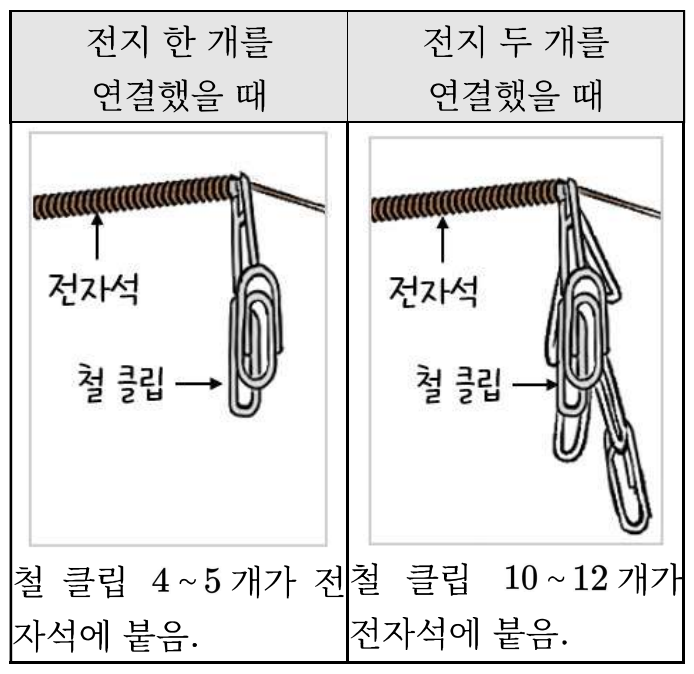 전지 한 개를
연결했을 때
전지 두 개를
연결했을 때
전자석
철 클립
전자석
철 클립
철 클립 4 ~ 5 개가 전
자석에 붙음.
철 클립 10 ~ 12 개가
전자석에 붙음.